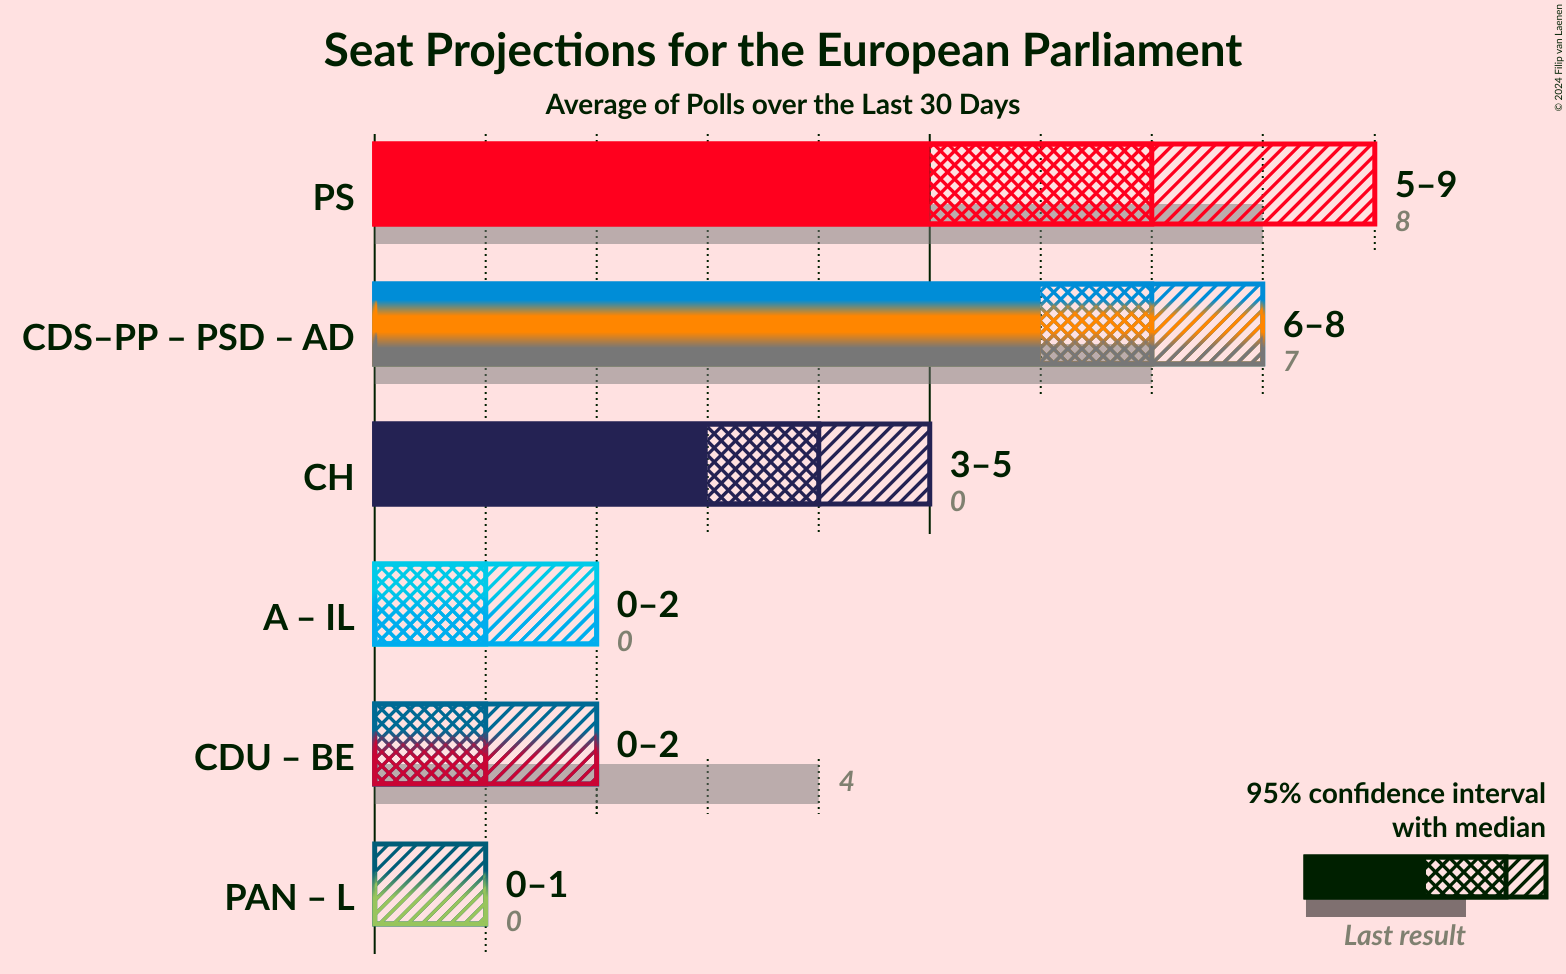 Seat Projections for the European Parliament
Average of Polls over the Last 30 Days
© 2024 Filip van Laenen
PS
5–9
8
CDS–PP – PSD – AD
6–8
7
CH
3–5
0
A – IL
0–2
0
CDU – BE
0–2
4
PAN – L
0–1
0
95% confidence interval
with median
Last result